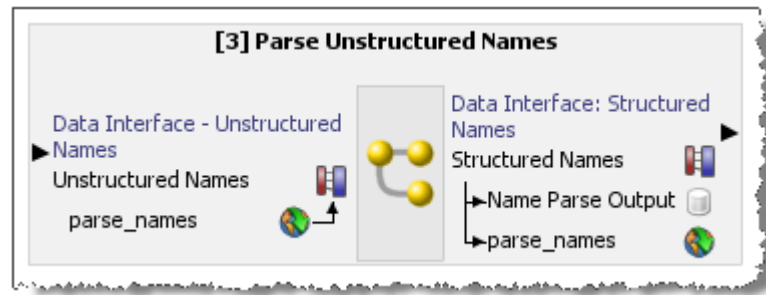 [3] Parse Unstructured Names
Data Interface - Unstructured
Names
Unstructured Names
parse_names
Data Interface: Structured
Names
Structured Names
Name Parse Output
parse_names